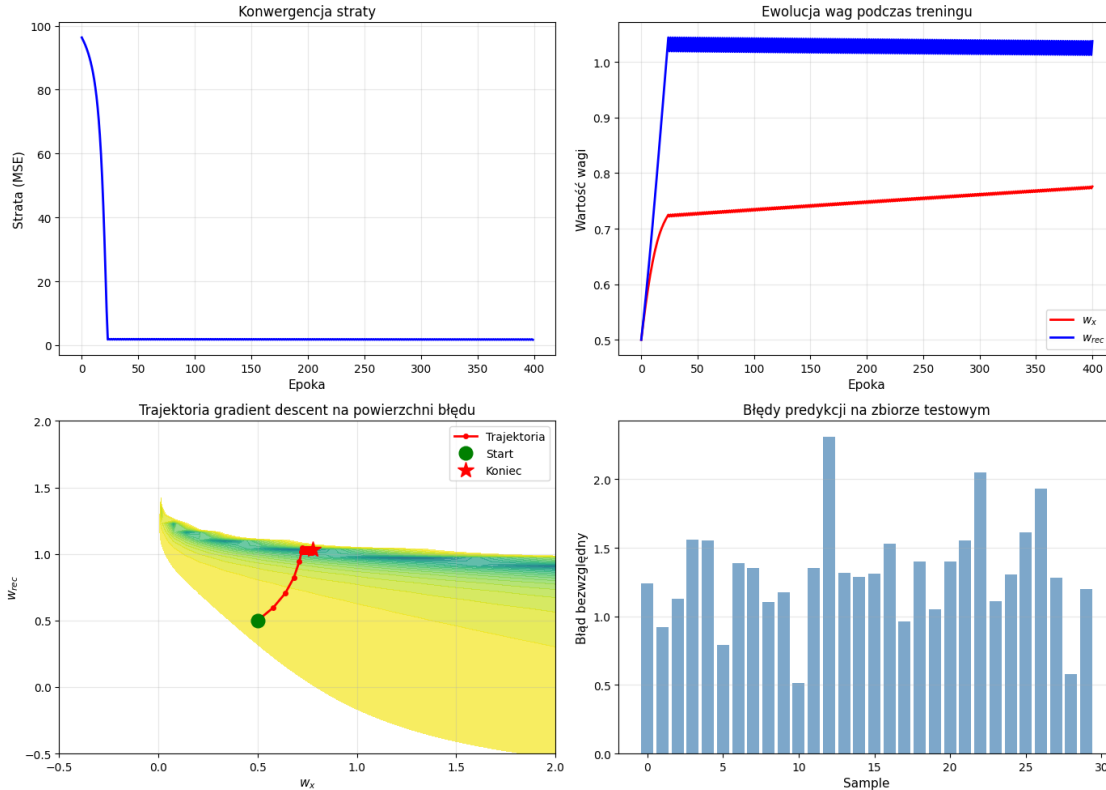 Konwergencja straty
Strata (MSE)
100
80
60
40
20
0
0 50 100 150 200 250 300 350 400
Epoka
Ewolucja wag podczas treningu
Wartość wagi
1.0
0.9
0.8
0.7
0.6
0.5
w_x
w_rec
0 50 100 150 200 250 300 350 400
Epoka
Trajektoria gradient descent na powierzchni błędu
w_rec
2.0
1.5
1.0
0.5
0.0
−0.5
Trajektoria
Start
Koniec
−0.5 0.0 0.5 1.0 1.5 2.0
w_x
Błędy predykcji na zbiorze testowym
Błąd bezwzględny
2.0
1.5
1.0
0.5
0.0
0 5 10 15 20 25 30
Sample